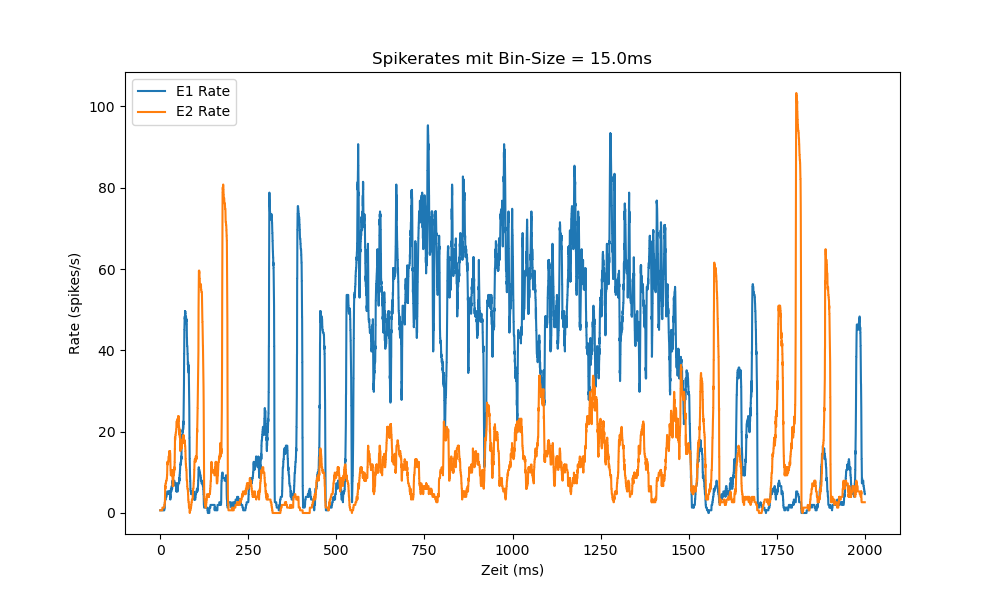 Spikerates mit Bin-Size = 15.0ms
E1 Rate
E2 Rate
Rate (spikes/s)
100
80
60
40
20
0
0 250 500 750 1000 1250 1500 1750 2000
Zeit (ms)